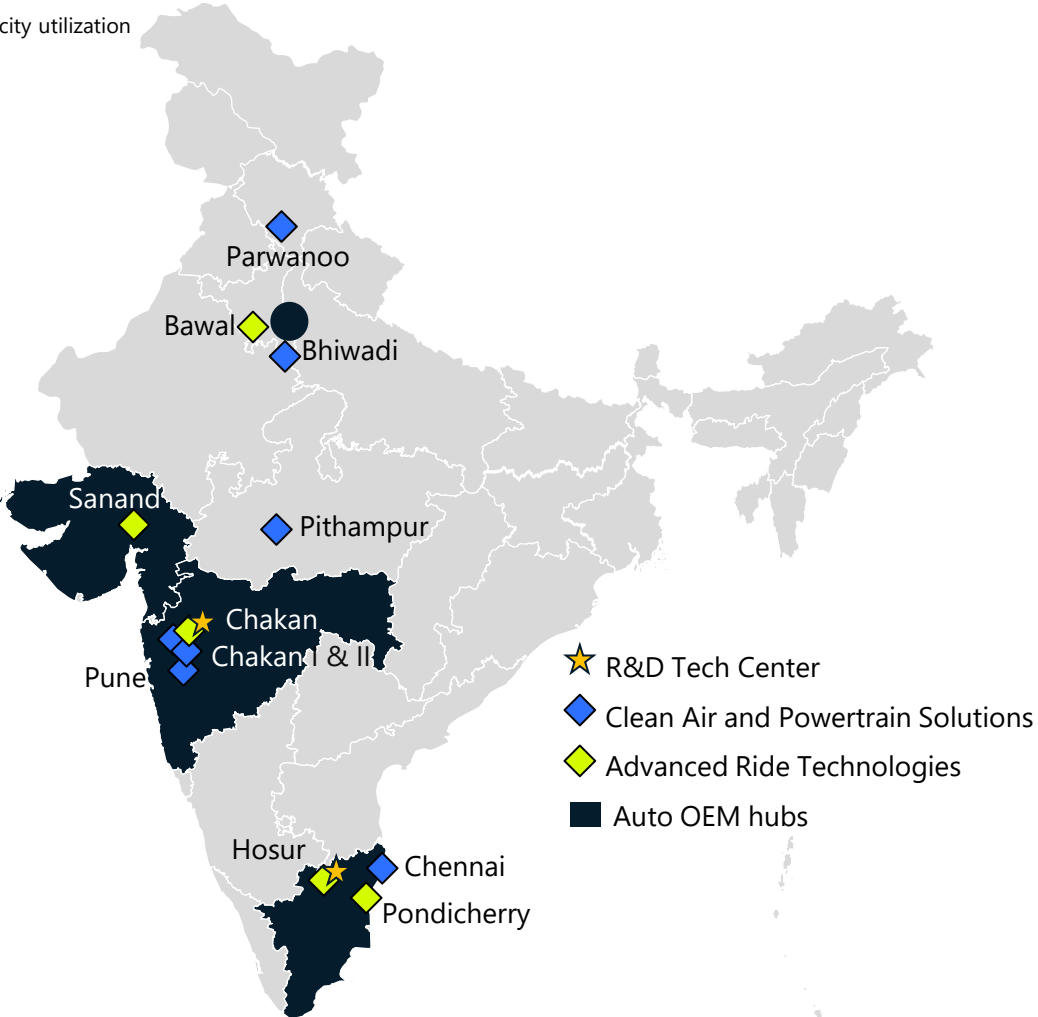 city utilization
Parwanoo
Bawal
Bhiwadi
Sanand
Pithampur
Chakan
Chakan I & II
Pune
R&D Tech Center
Clean Air and Powertrain Solutions
Advanced Ride Technologies
Auto OEM hubs
Hosur
Chennai
Pondicherry